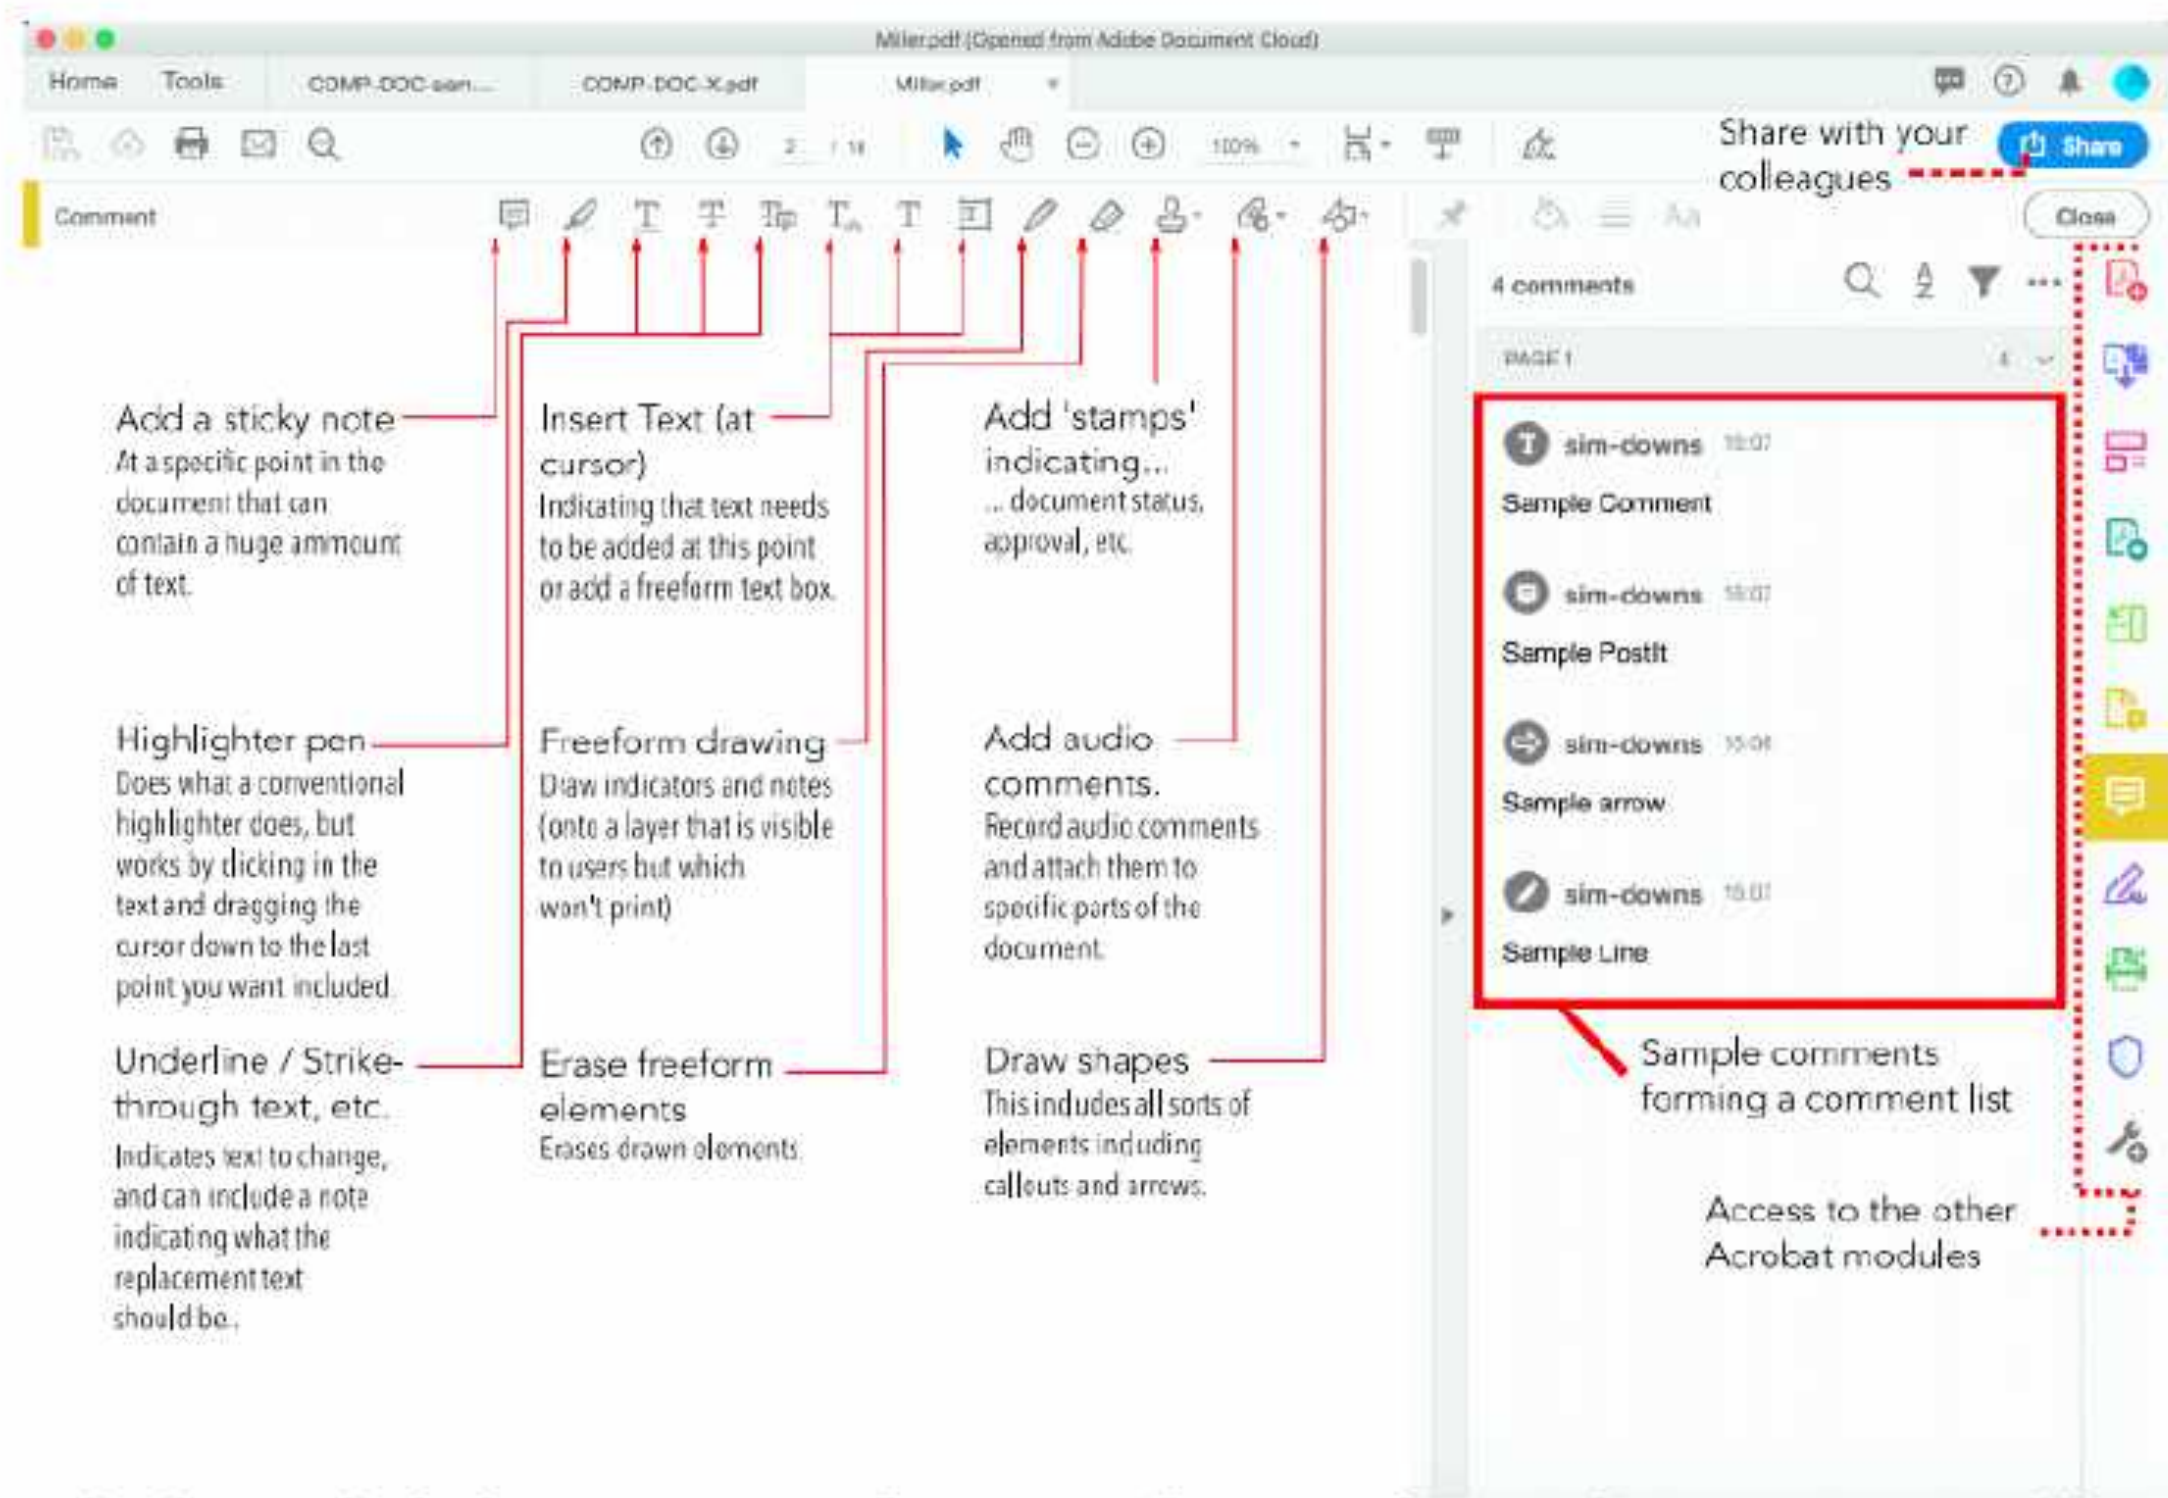 Miller.pdf (Opened from Adobe Document Cloud)
Home Tools COMP-DOC-sam... COMP-DOC-X.pdf Miller.pdf
2 / 18 100%
Share with your
colleagues
Share
Comment
Aa
Close
4 comments
PAGE 1 4
Add a sticky note
At a specific point in the
document that can
contain a huge ammount
of text.
Highlighter pen
Does what a conventional
highlighter does, but
works by clicking in the
text and dragging the
cursor down to the last
point you want included.
Underline / Strike-
through text, etc.
Indicates text to change,
and can include a note
indicating what the
replacement text
should be..
Insert Text (at
cursor)
Indicating that text needs
to be added at this point
or add a freeform text box.
Freeform drawing
Draw indicators and notes
(onto a layer that is visible
to users but which
won't print)
Erase freeform
elements
Erases drawn elements.
Add 'stamps'
indicating...
... document status,
approval, etc.
Add audio
comments.
Record audio comments
and attach them to
specific parts of the
document.
Draw shapes
This includes all sorts of
elements including
callouts and arrows.
sim-downs
Sample Comment
sim-downs
Sample PostIt
sim-downs
Sample arrow
sim-downs
Sample Line
Sample comments
forming a comment list
Access to the other
Acrobat modules